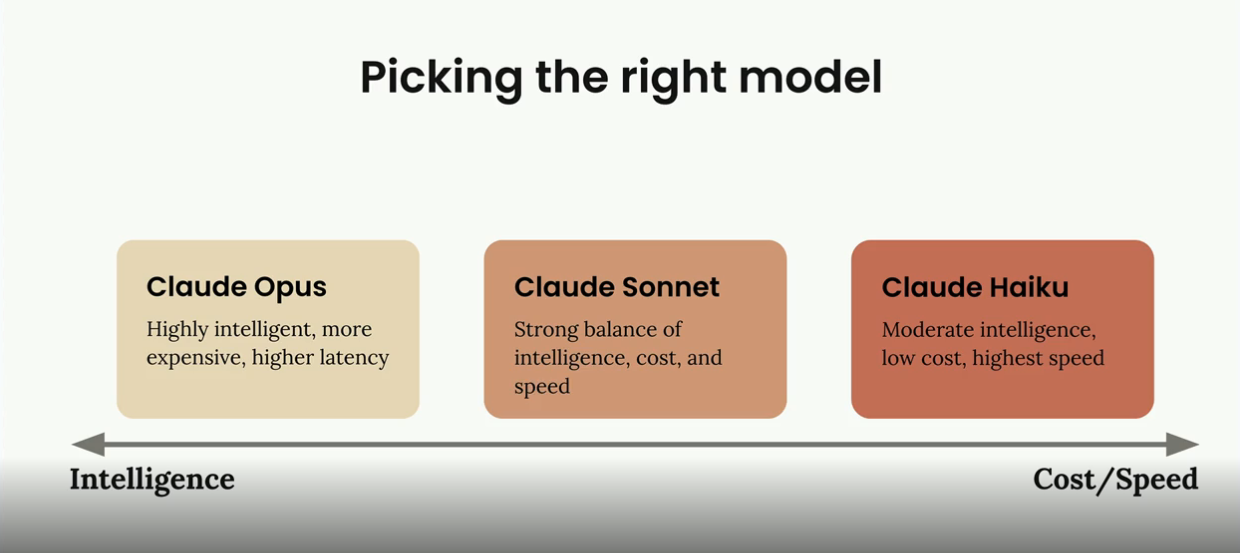 Picking the right model
Claude Opus
Highly intelligent, more
expensive, higher latency
Claude Sonnet
Strong balance of
intelligence, cost, and
speed
Claude Haiku
Moderate intelligence,
low cost, highest speed
Intelligence
Cost/Speed